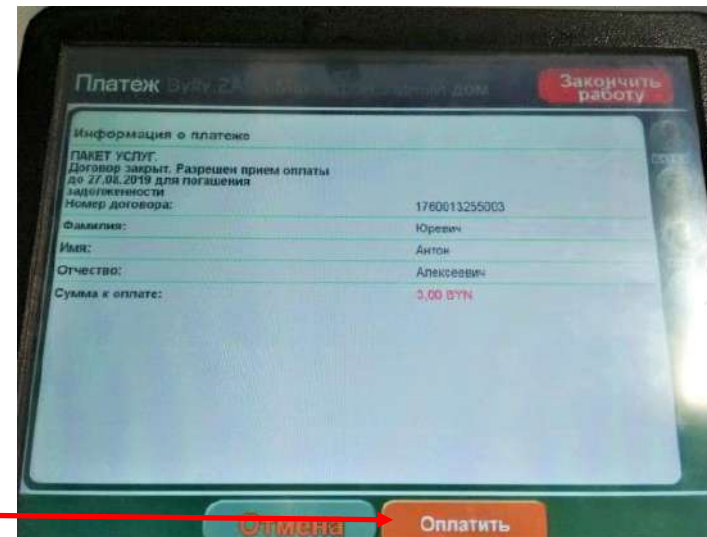 Платеж
Закончить
работу
Информация о платеже
ПАКЕТ УСЛУГ.
Договор закрыт. Разрешен прием оплаты
до 27.08.2019 для погашения
задолженности
Номер договора: 1760013255003
Фамилия: Юревич
Имя: Антон
Отчество: Алексеевич
Сумма к оплате: 3,00 BYN
Отмена Оплатить